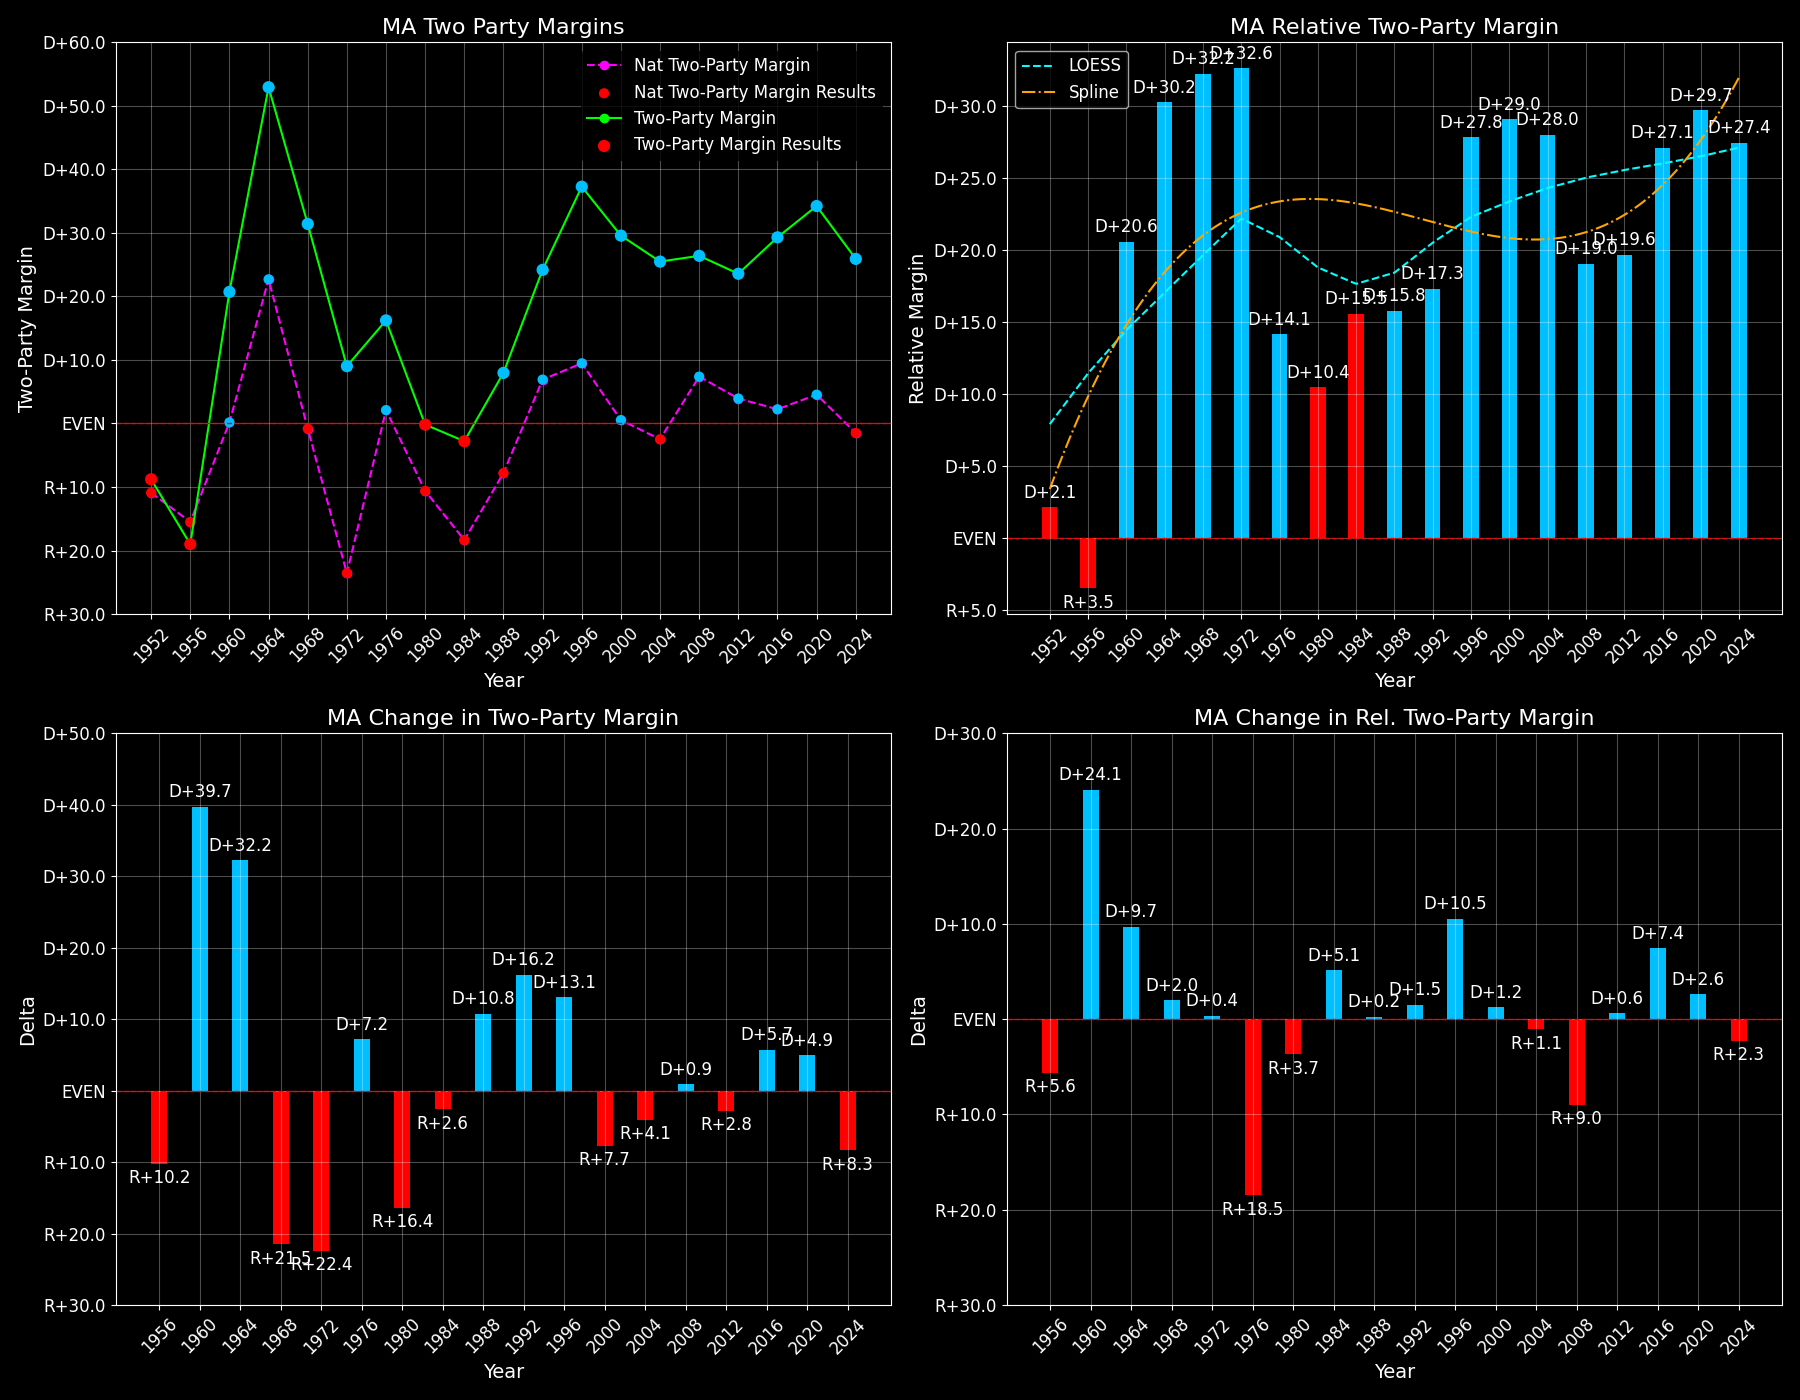 MA Two Party Margins
D+60.0
D+50.0
D+40.0
D+30.0
D+20.0
D+10.0
EVEN
R+10.0
R+20.0
R+30.0
Two-Party Margin
Nat Two-Party Margin
Nat Two-Party Margin Results
Two-Party Margin
Two-Party Margin Results
1952 1956 1960 1964 1968 1972 1976 1980 1984 1988 1992 1996 2000 2004 2008 2012 2016 2020 2024
Year
MA Relative Two-Party Margin
LOESS
Spline
D+30.0
D+25.0
D+20.0
D+15.0
D+10.0
D+5.0
EVEN
R+5.0
Relative Margin
D+2.1
R+3.5
D+20.6
D+30.2
D+32.2
D+32.6
D+14.1
D+10.4
D+15.5
D+15.8
D+17.3
D+27.8
D+29.0
D+28.0
D+19.0
D+19.6
D+27.1
D+29.7
D+27.4
1952 1956 1960 1964 1968 1972 1976 1980 1984 1988 1992 1996 2000 2004 2008 2012 2016 2020 2024
Year
MA Change in Two-Party Margin
D+50.0
D+40.0
D+30.0
D+20.0
D+10.0
EVEN
R+10.0
R+20.0
R+30.0
Delta
R+10.2
D+39.7
D+32.2
R+21.5
R+22.4
D+7.2
R+16.4
R+2.6
D+10.8
D+16.2
D+13.1
R+7.7
R+4.1
D+0.9
R+2.8
D+5.7
D+4.9
R+8.3
1956 1960 1964 1968 1972 1976 1980 1984 1988 1992 1996 2000 2004 2008 2012 2016 2020 2024
Year
MA Change in Rel. Two-Party Margin
D+30.0
D+20.0
D+10.0
EVEN
R+10.0
R+20.0
R+30.0
Delta
R+5.6
D+24.1
D+9.7
D+2.0
D+0.4
R+18.5
R+3.7
D+5.1
D+0.2
D+1.5
D+10.5
D+1.2
R+1.1
R+9.0
D+0.6
D+7.4
D+2.6
R+2.3
1956 1960 1964 1968 1972 1976 1980 1984 1988 1992 1996 2000 2004 2008 2012 2016 2020 2024
Year